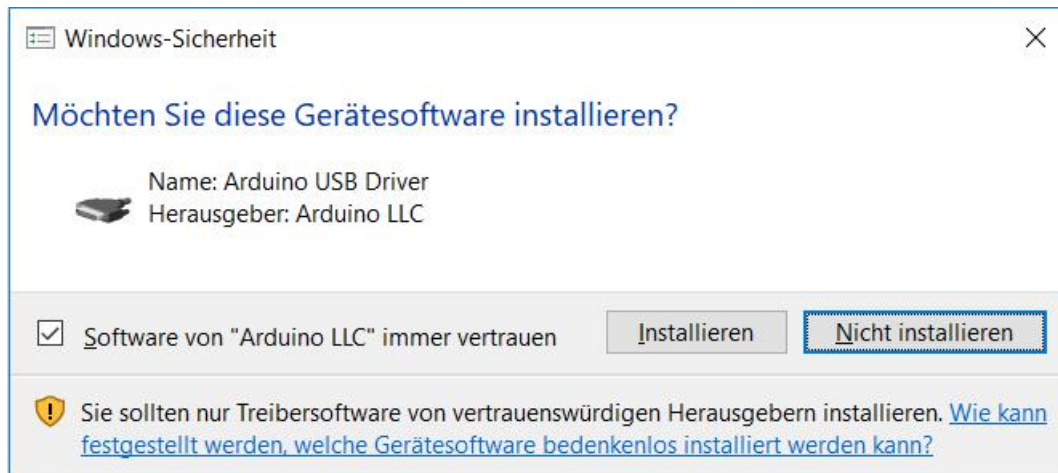 Windows-Sicherheit
Möchten Sie diese Gerätesoftware installieren?
Name: Arduino USB Driver
Herausgeber: Arduino LLC
Software von "Arduino LLC" immer vertrauen
Installieren
Nicht installieren
Sie sollten nur Treibersoftware von vertrauenswürdigen Herausgebern installieren. Wie kann
festgestellt werden, welche Gerätesoftware bedenkenlos installiert werden kann?